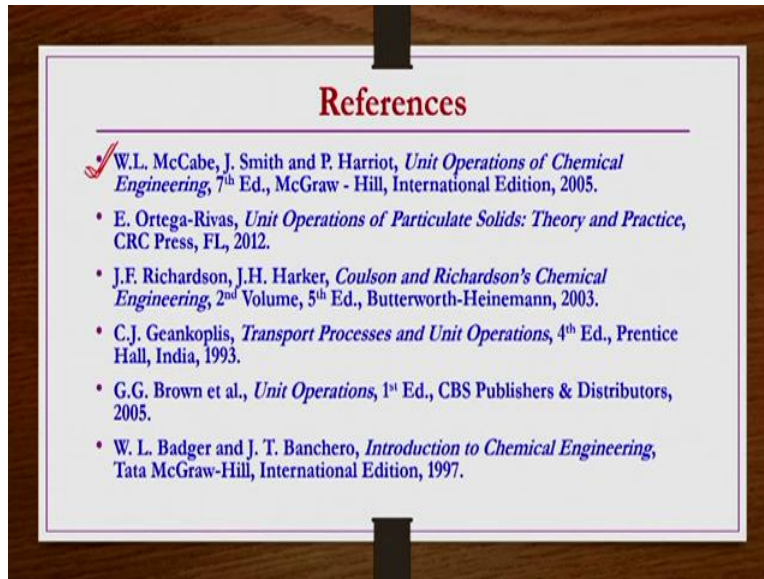 References
• W.L. McCabe, J. Smith and P. Harriot, Unit Operations of Chemical
Engineering, 7th Ed., McGraw - Hill, International Edition, 2005.
• E. Ortega-Rivas, Unit Operations of Particulate Solids: Theory and Practice,
CRC Press, FL, 2012.
• J.F. Richardson, J.H. Harker, Coulson and Richardson's Chemical
Engineering, 2nd Volume, 5th Ed., Butterworth-Heinemann, 2003.
• C.J. Geankoplis, Transport Processes and Unit Operations, 4th Ed., Prentice
Hall, India, 1993.
• G.G. Brown et al., Unit Operations, 1st Ed., CBS Publishers & Distributors,
2005.
• W. L. Badger and J. T. Banchero, Introduction to Chemical Engineering,
Tata McGraw-Hill, International Edition, 1997.